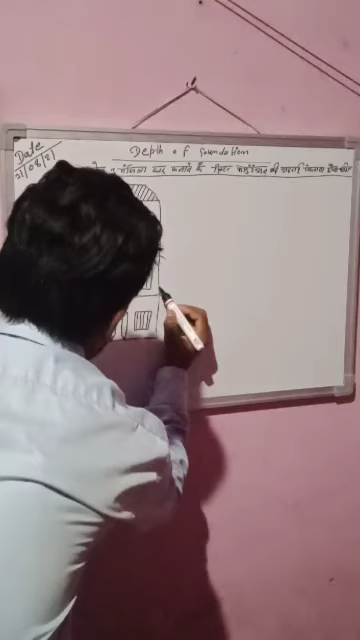 Depth of foundation
Date
21/08/21
मंजिला घर बनाने के लिए फाउंडेशन की गहराई कितना होना चाहिए